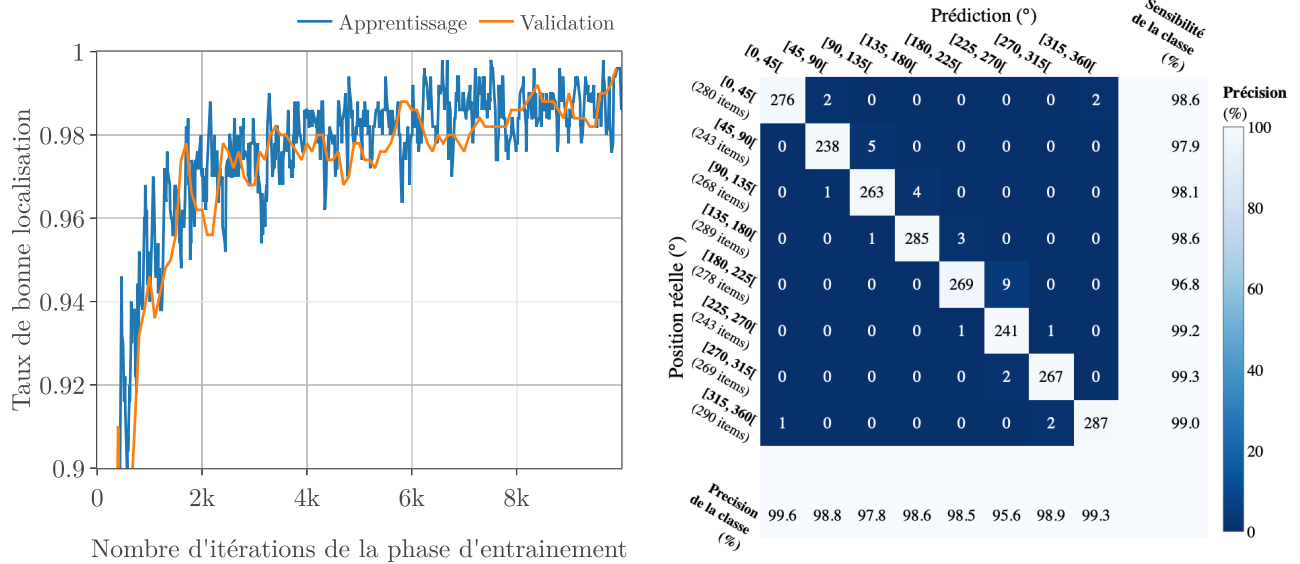 Apprentissage
Validation
Taux de bonne localisation
1
0.98
0.96
0.94
0.92
0.9
0
2k
4k
6k
8k
Nombre d'itérations de la phase d'entrainement
Prédiction (°)
[0, 45[
[45, 90[
[90, 135[
[135, 180[
[180, 225[
[225, 270[
[270, 315[
[315, 360[
Sensibilité
de la classe
(%)
Position réelle (°)
[0, 45[
(280 items)
276 2 0 0 0 0 0 2 98.6
[45, 90[
(243 items)
0 238 5 0 0 0 0 0 97.9
[90, 135[
(268 items)
0 1 263 4 0 0 0 0 98.1
[135, 180[
(289 items)
0 0 1 285 3 0 0 0 98.6
[180, 225[
(278 items)
0 0 0 0 269 9 0 0 96.8
[225, 270[
(243 items)
0 0 0 0 1 241 1 0 99.2
[270, 315[
(269 items)
0 0 0 0 0 2 267 0 99.3
[315, 360[
(290 items)
1 0 0 0 0 0 2 287 99.0
Precision
de la classe
(%)
99.6 98.8 97.8 98.6 98.5 95.6 98.9 99.3
Précision
(%)
100
80
60
40
20
0